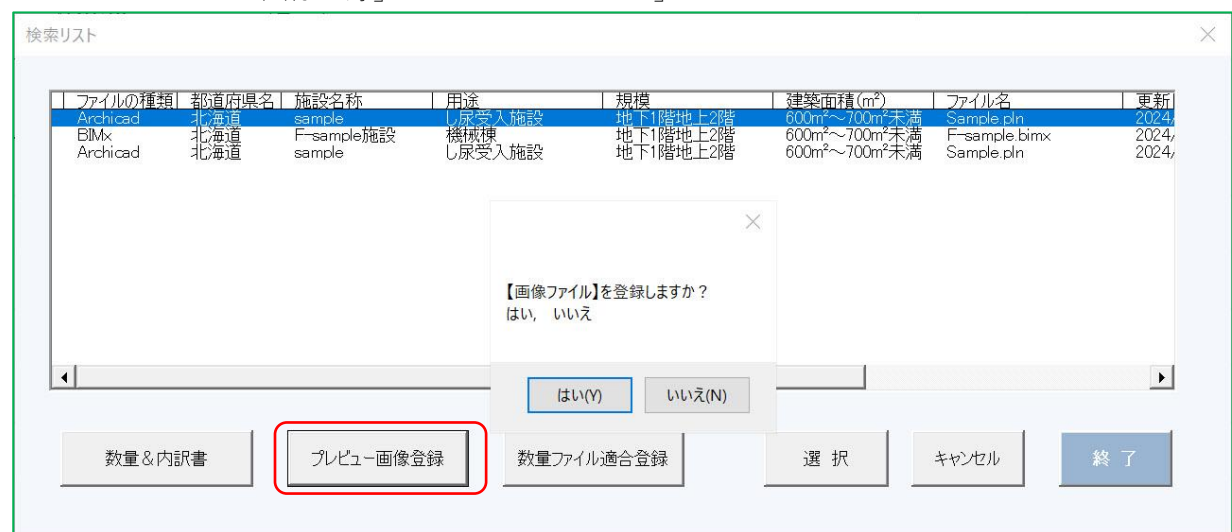 検索リスト
ファイルの種類 都道府県名 施設名称 用途 規模 建築面積(m²) ファイル名 更新
Archicad 北海道 sample し尿受入施設 地下1階地上2階 600m²～700m²未満 Sample.pln 2024/
BIMx 北海道 F-sample施設 機械棟 地下1階地上2階 600m²～700m²未満 F-sample.bimx 2024/
Archicad 北海道 sample し尿受入施設 地下1階地上2階 600m²～700m²未満 Sample.pln 2024/
【画像ファイル】を登録しますか？
はい, いいえ
はい(Y) いいえ(N)
数量＆内訳書 プレビュー画像登録 数量ファイル適合登録 選 択 キャンセル 終 了